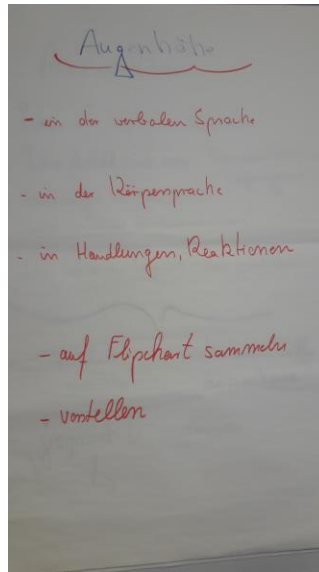 Augenhöhe
- in der verbalen Sprache
- in der Körpersprache
- in Handlungen, Reaktionen
- auf Flipchart sammeln
- vorstellen